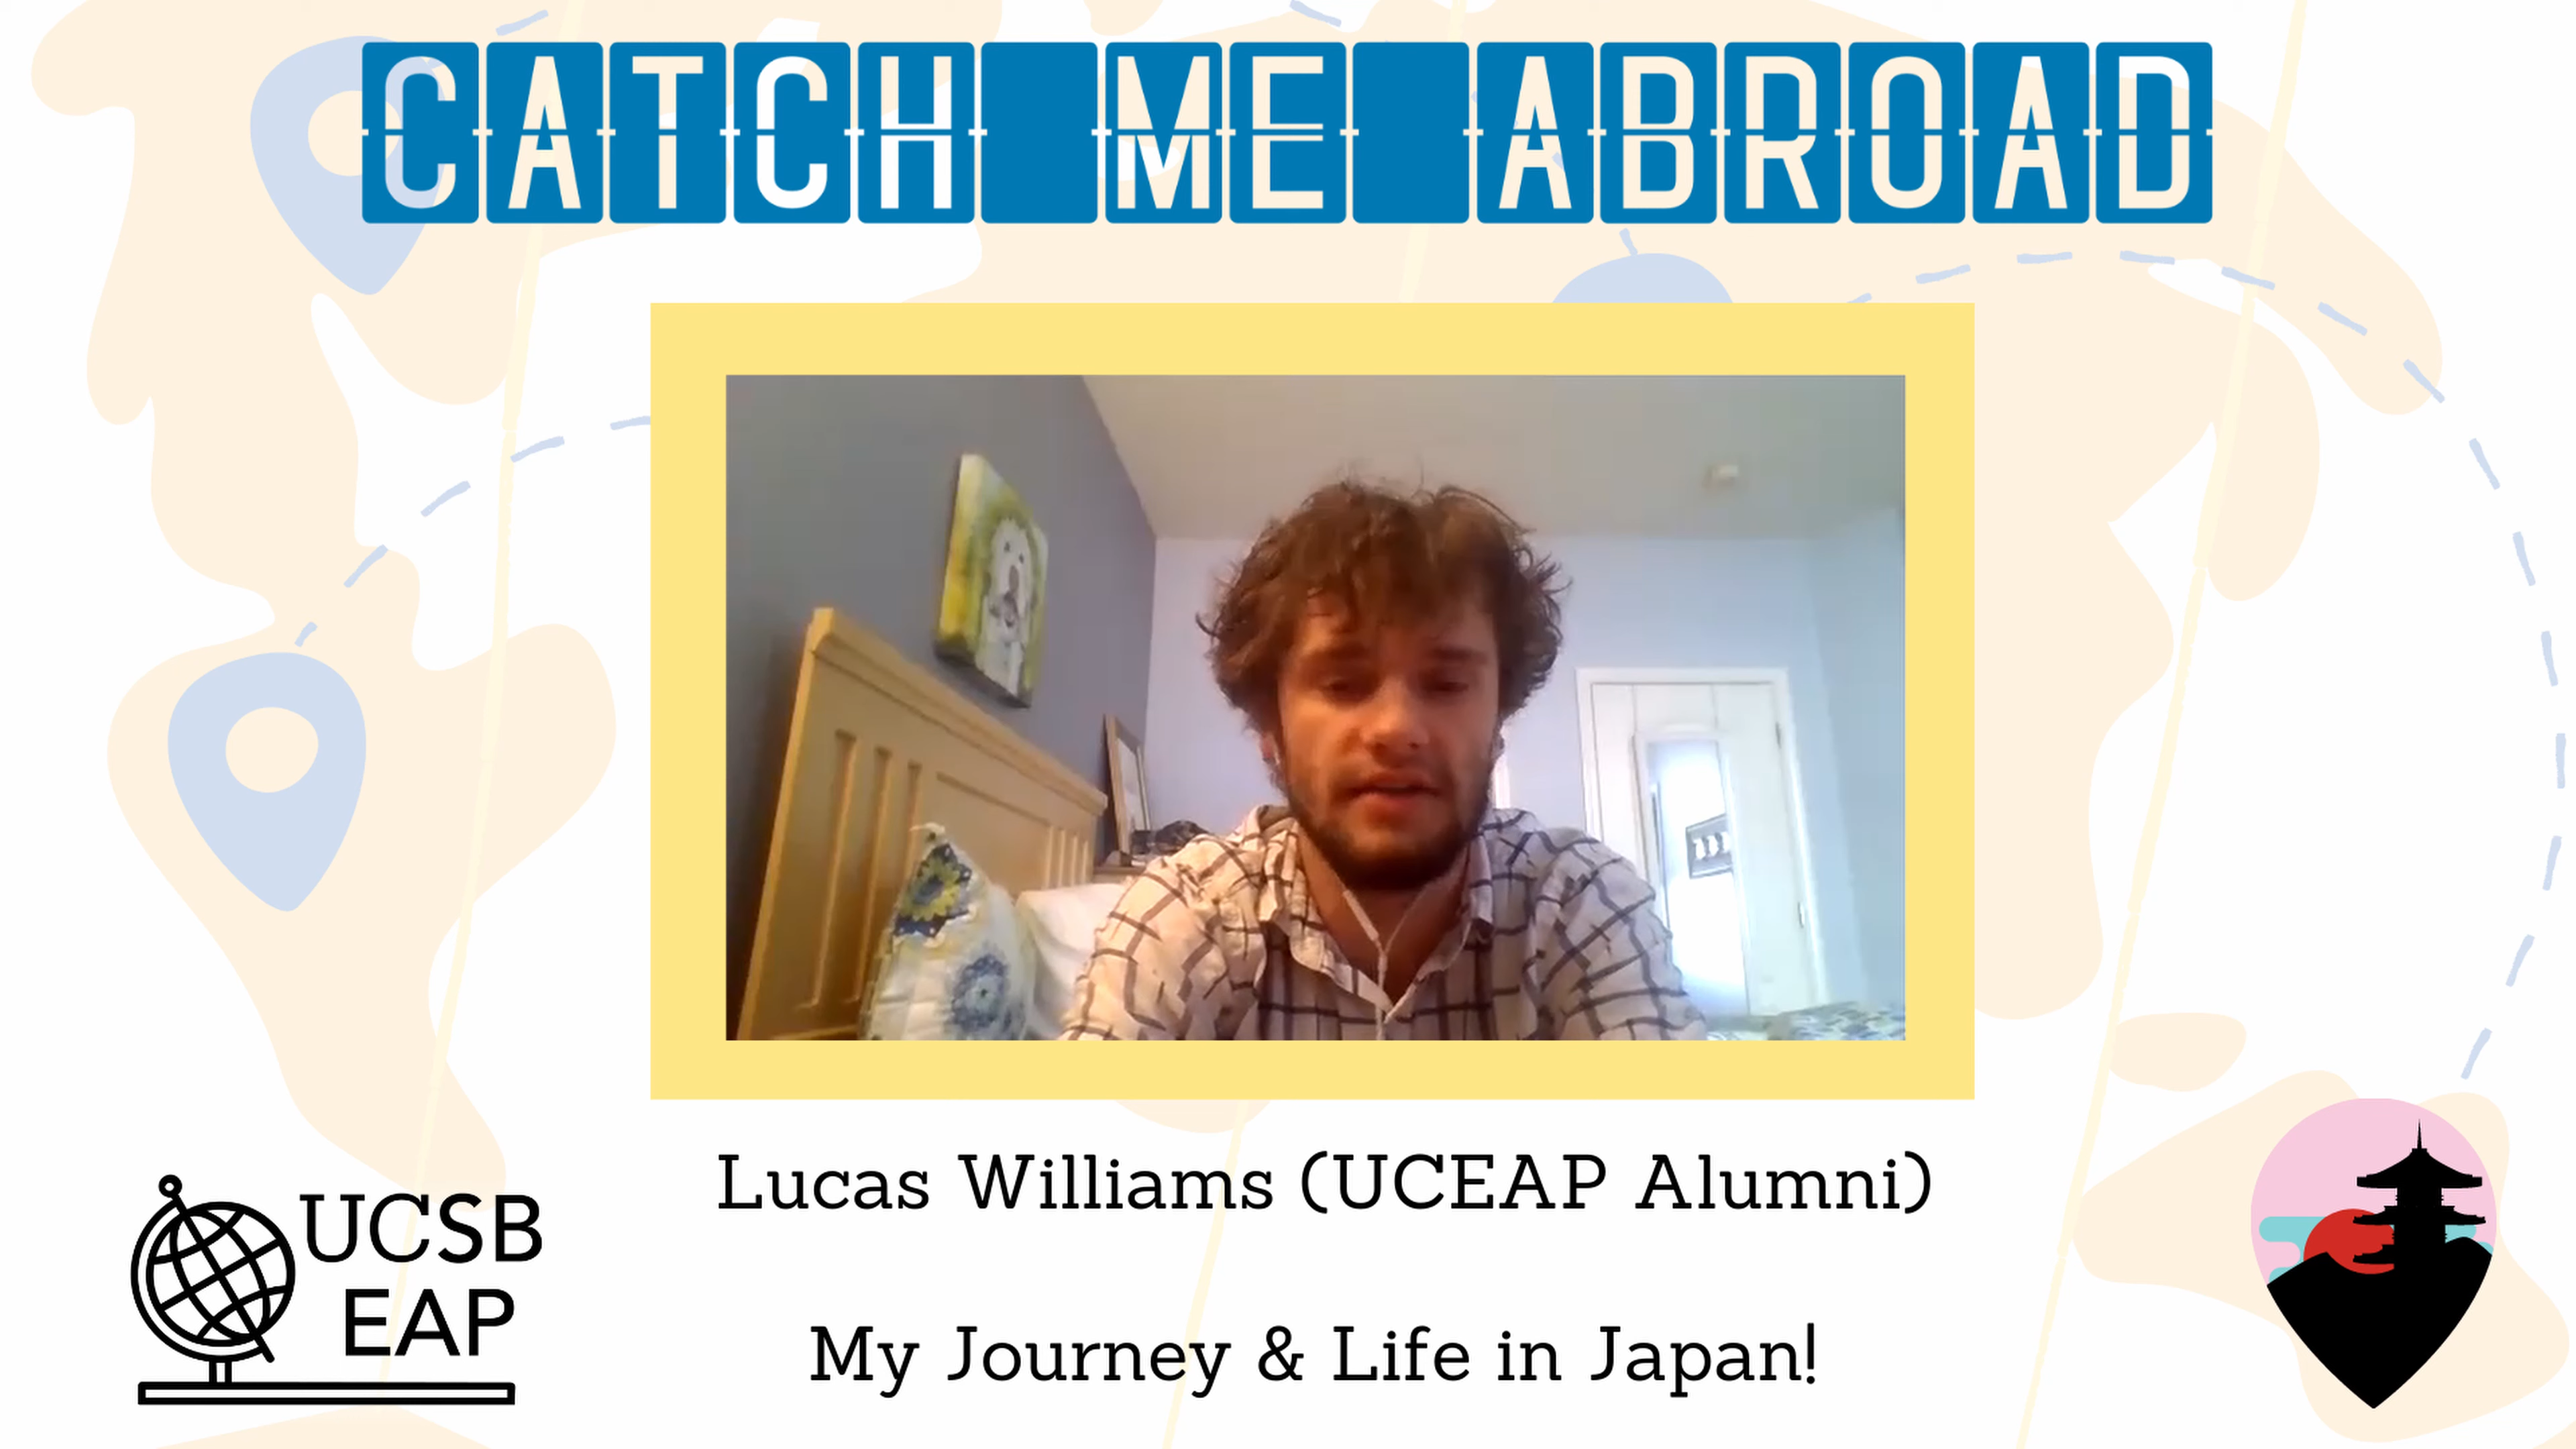 CATCH ME ABROAD
Lucas Williams (UCEAP Alumni)
My Journey & Life in Japan!
UCSB
EAP